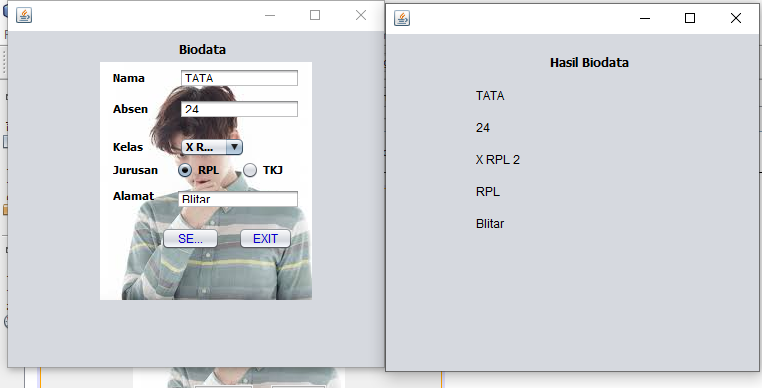 Biodata
Nama TATA
Absen 24
Kelas X R...
Jurusan RPL TKJ
Alamat Blitar
SE... EXIT
Hasil Biodata
TATA
24
X RPL 2
RPL
Blitar